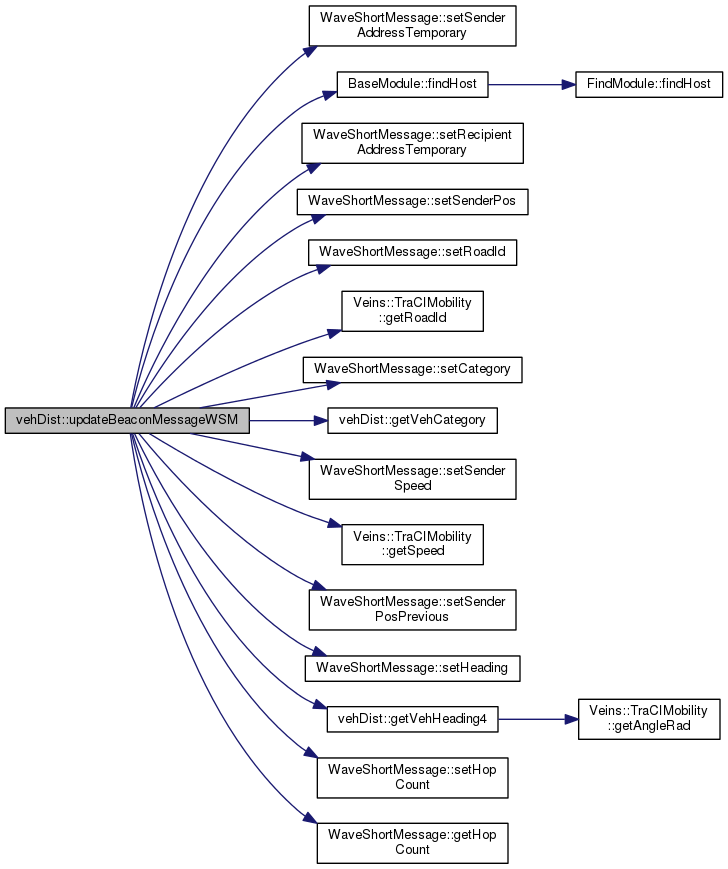 WaveShortMessage::setSender
AddressTemporary
BaseModule::findHost
FindModule::findHost
WaveShortMessage::setRecipient
AddressTemporary
WaveShortMessage::setSenderPos
WaveShortMessage::setRoadId
Veins::TraCIMobility
::getRoadId
WaveShortMessage::setCategory
vehDist::updateBeaconMessageWSM
vehDist::getVehCategory
WaveShortMessage::setSender
Speed
Veins::TraCIMobility
::getSpeed
WaveShortMessage::setSender
PosPrevious
WaveShortMessage::setHeading
vehDist::getVehHeading4
Veins::TraCIMobility
::getAngleRad
WaveShortMessage::setHop
Count
WaveShortMessage::getHop
Count